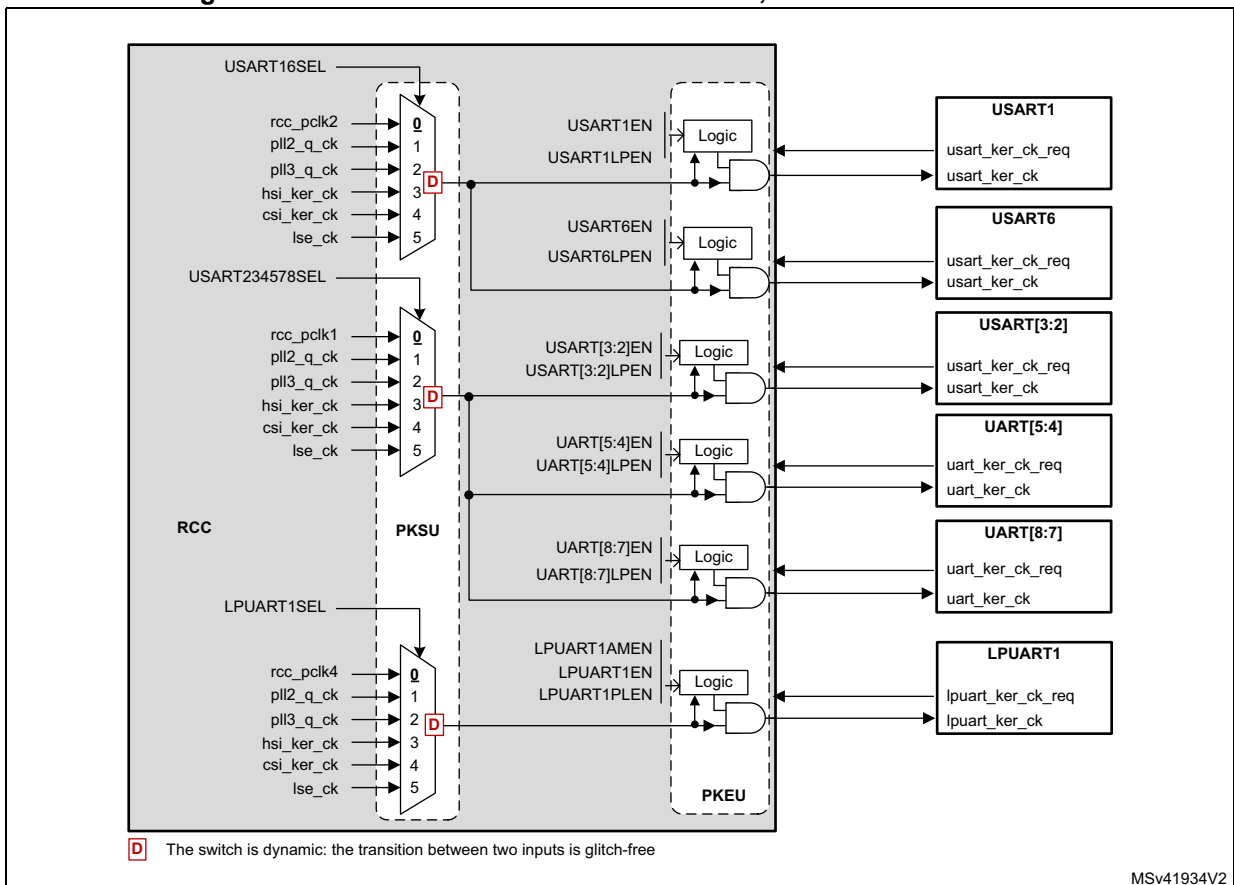 USART16SEL
rcc_pclk2
0
pll2_q_ck
1
pll3_q_ck
2
D
hsi_ker_ck
3
csi_ker_ck
4
lse_ck
5
USART1EN
USART1LPEN
Logic
USART1
usart_ker_ck_req
usart_ker_ck
USART6EN
USART6LPEN
Logic
USART6
usart_ker_ck_req
usart_ker_ck
USART234578SEL
rcc_pclk1
0
pll2_q_ck
1
pll3_q_ck
2
D
hsi_ker_ck
3
csi_ker_ck
4
lse_ck
5
USART[3:2]EN
USART[3:2]LPEN
Logic
USART[3:2]
usart_ker_ck_req
usart_ker_ck
UART[5:4]EN
UART[5:4]LPEN
Logic
UART[5:4]
uart_ker_ck_req
uart_ker_ck
RCC
PKSU
UART[8:7]EN
UART[8:7]LPEN
Logic
UART[8:7]
uart_ker_ck_req
uart_ker_ck
LPUART1SEL
rcc_pclk4
0
pll2_q_ck
1
pll3_q_ck
2
D
hsi_ker_ck
3
csi_ker_ck
4
lse_ck
5
LPUART1AMEN
LPUART1EN
LPUART1PLEN
Logic
LPUART1
lpuart_ker_ck_req
lpuart_ker_ck
PKEU
D The switch is dynamic: the transition between two inputs is glitch-free
MSv41934V2